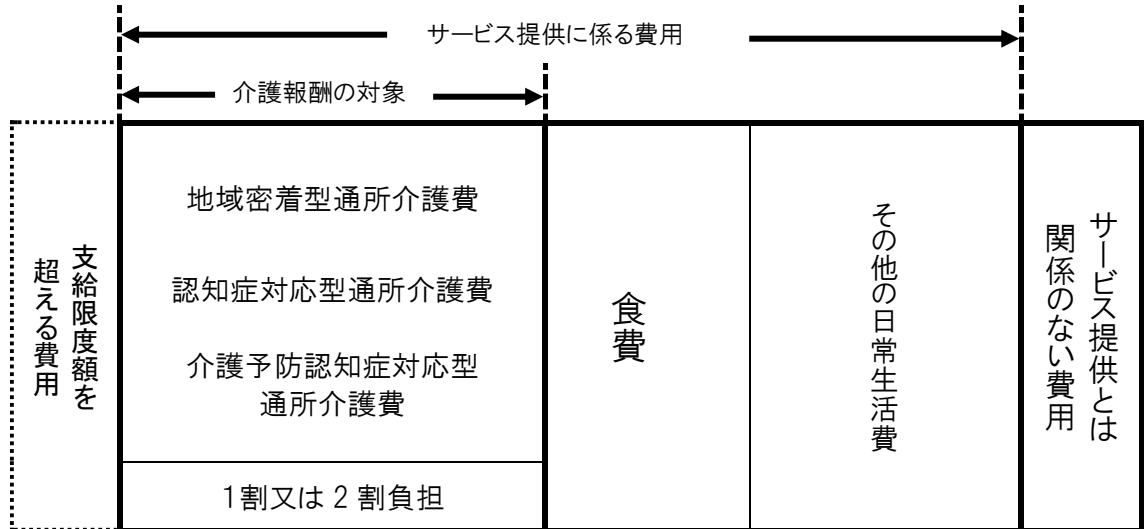 サービス提供に係る費用
介護報酬の対象
支給限度額を
超える費用
地域密着型通所介護費
認知症対応型通所介護費
介護予防認知症対応型
通所介護費
1割又は 2 割負担
食費
その他の日常生活費
サービス提供とは
関係のない費用